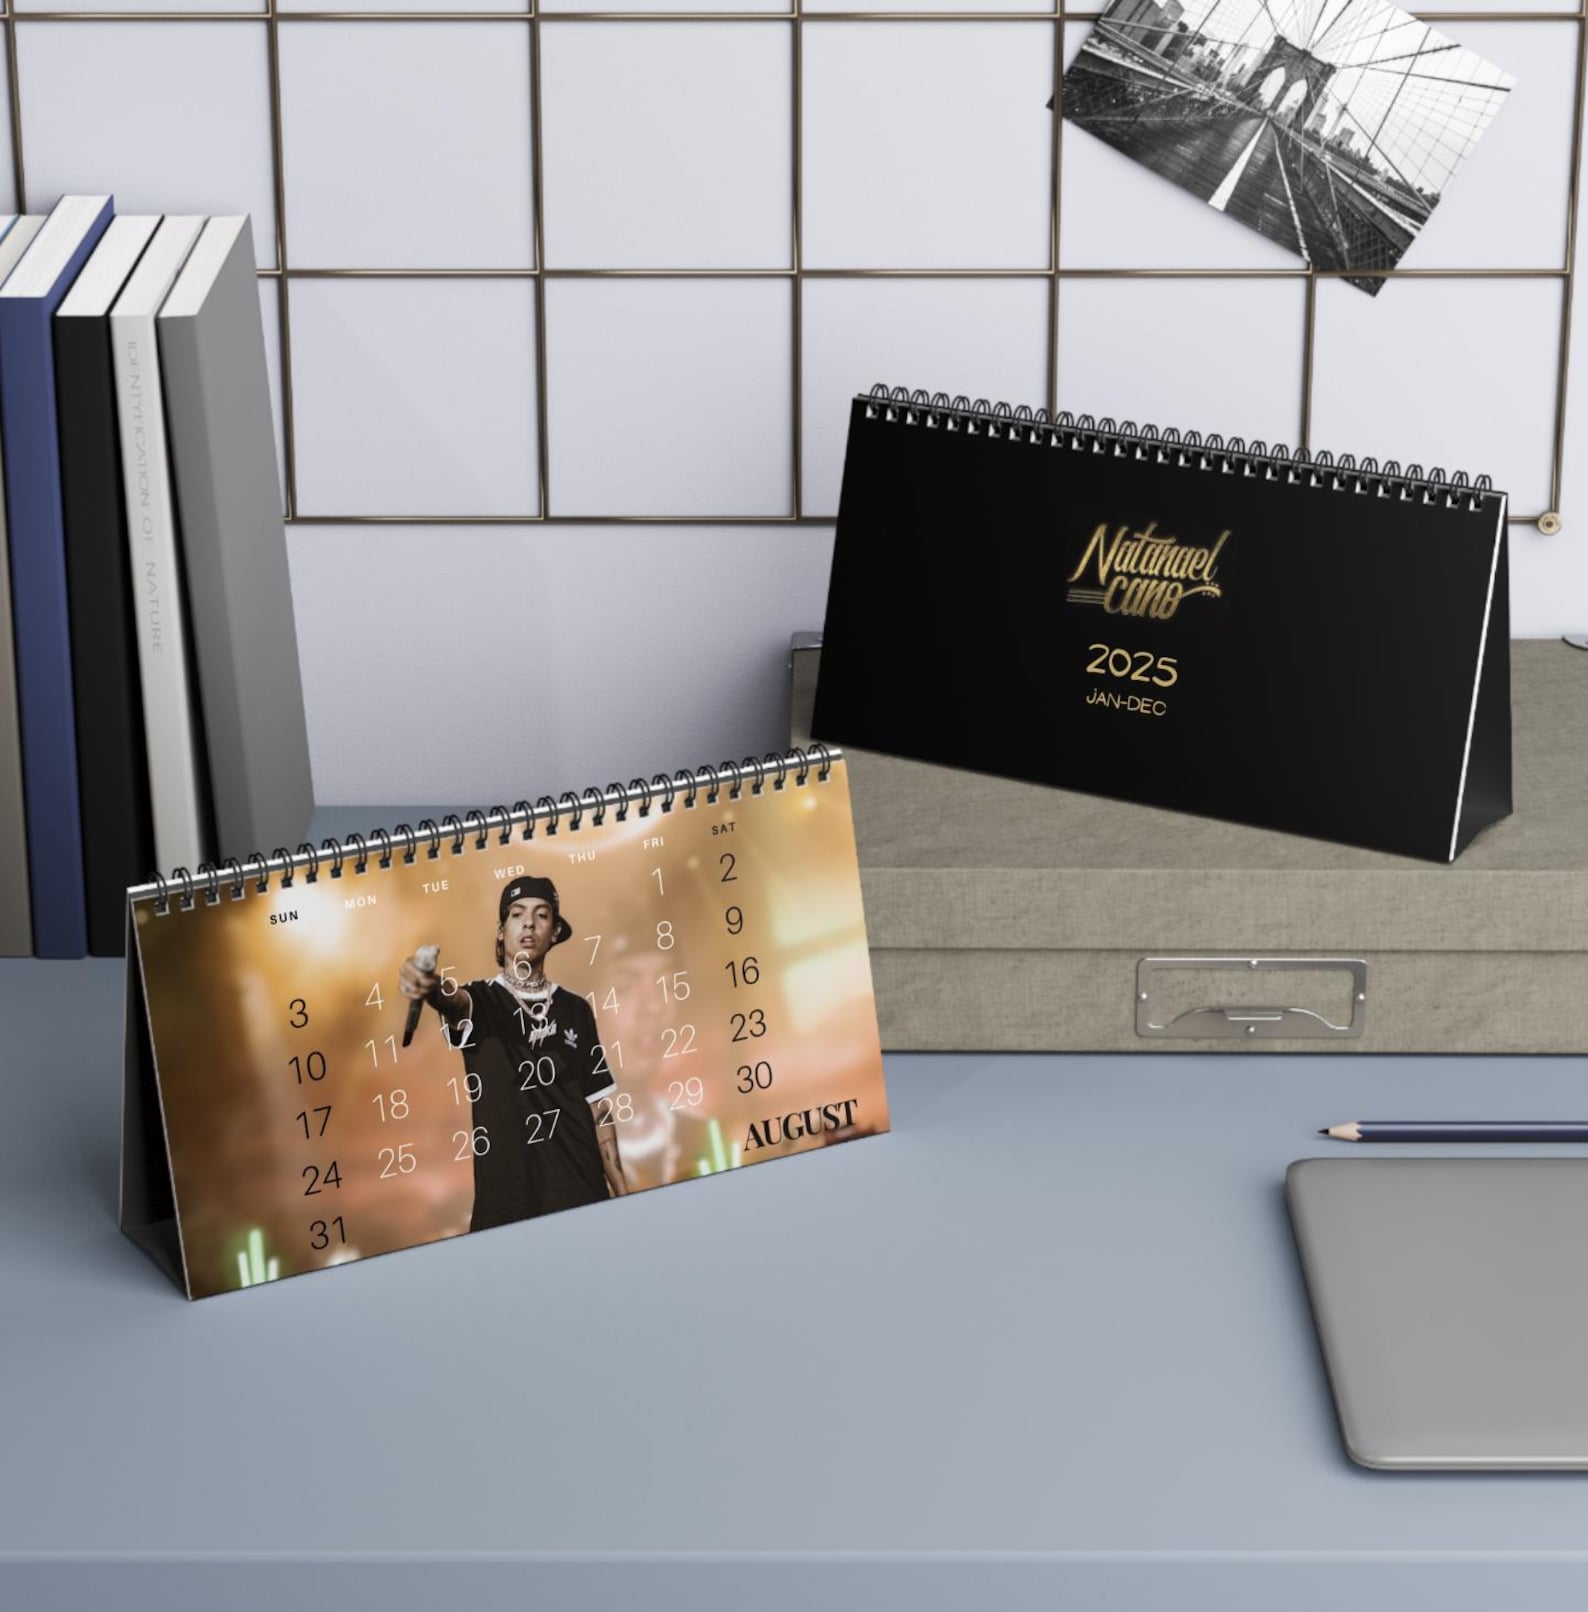 IDENTYFICATION OF NATURE
Natanael
cano
2025
JAN-DEC
SUN MON TUE WED THU FRI SAT
1 2
3 4 5 6 7 8 9
10 11 12 13 14 15 16
17 18 19 20 21 22 23
24 25 26 27 28 29 30
31
AUGUST